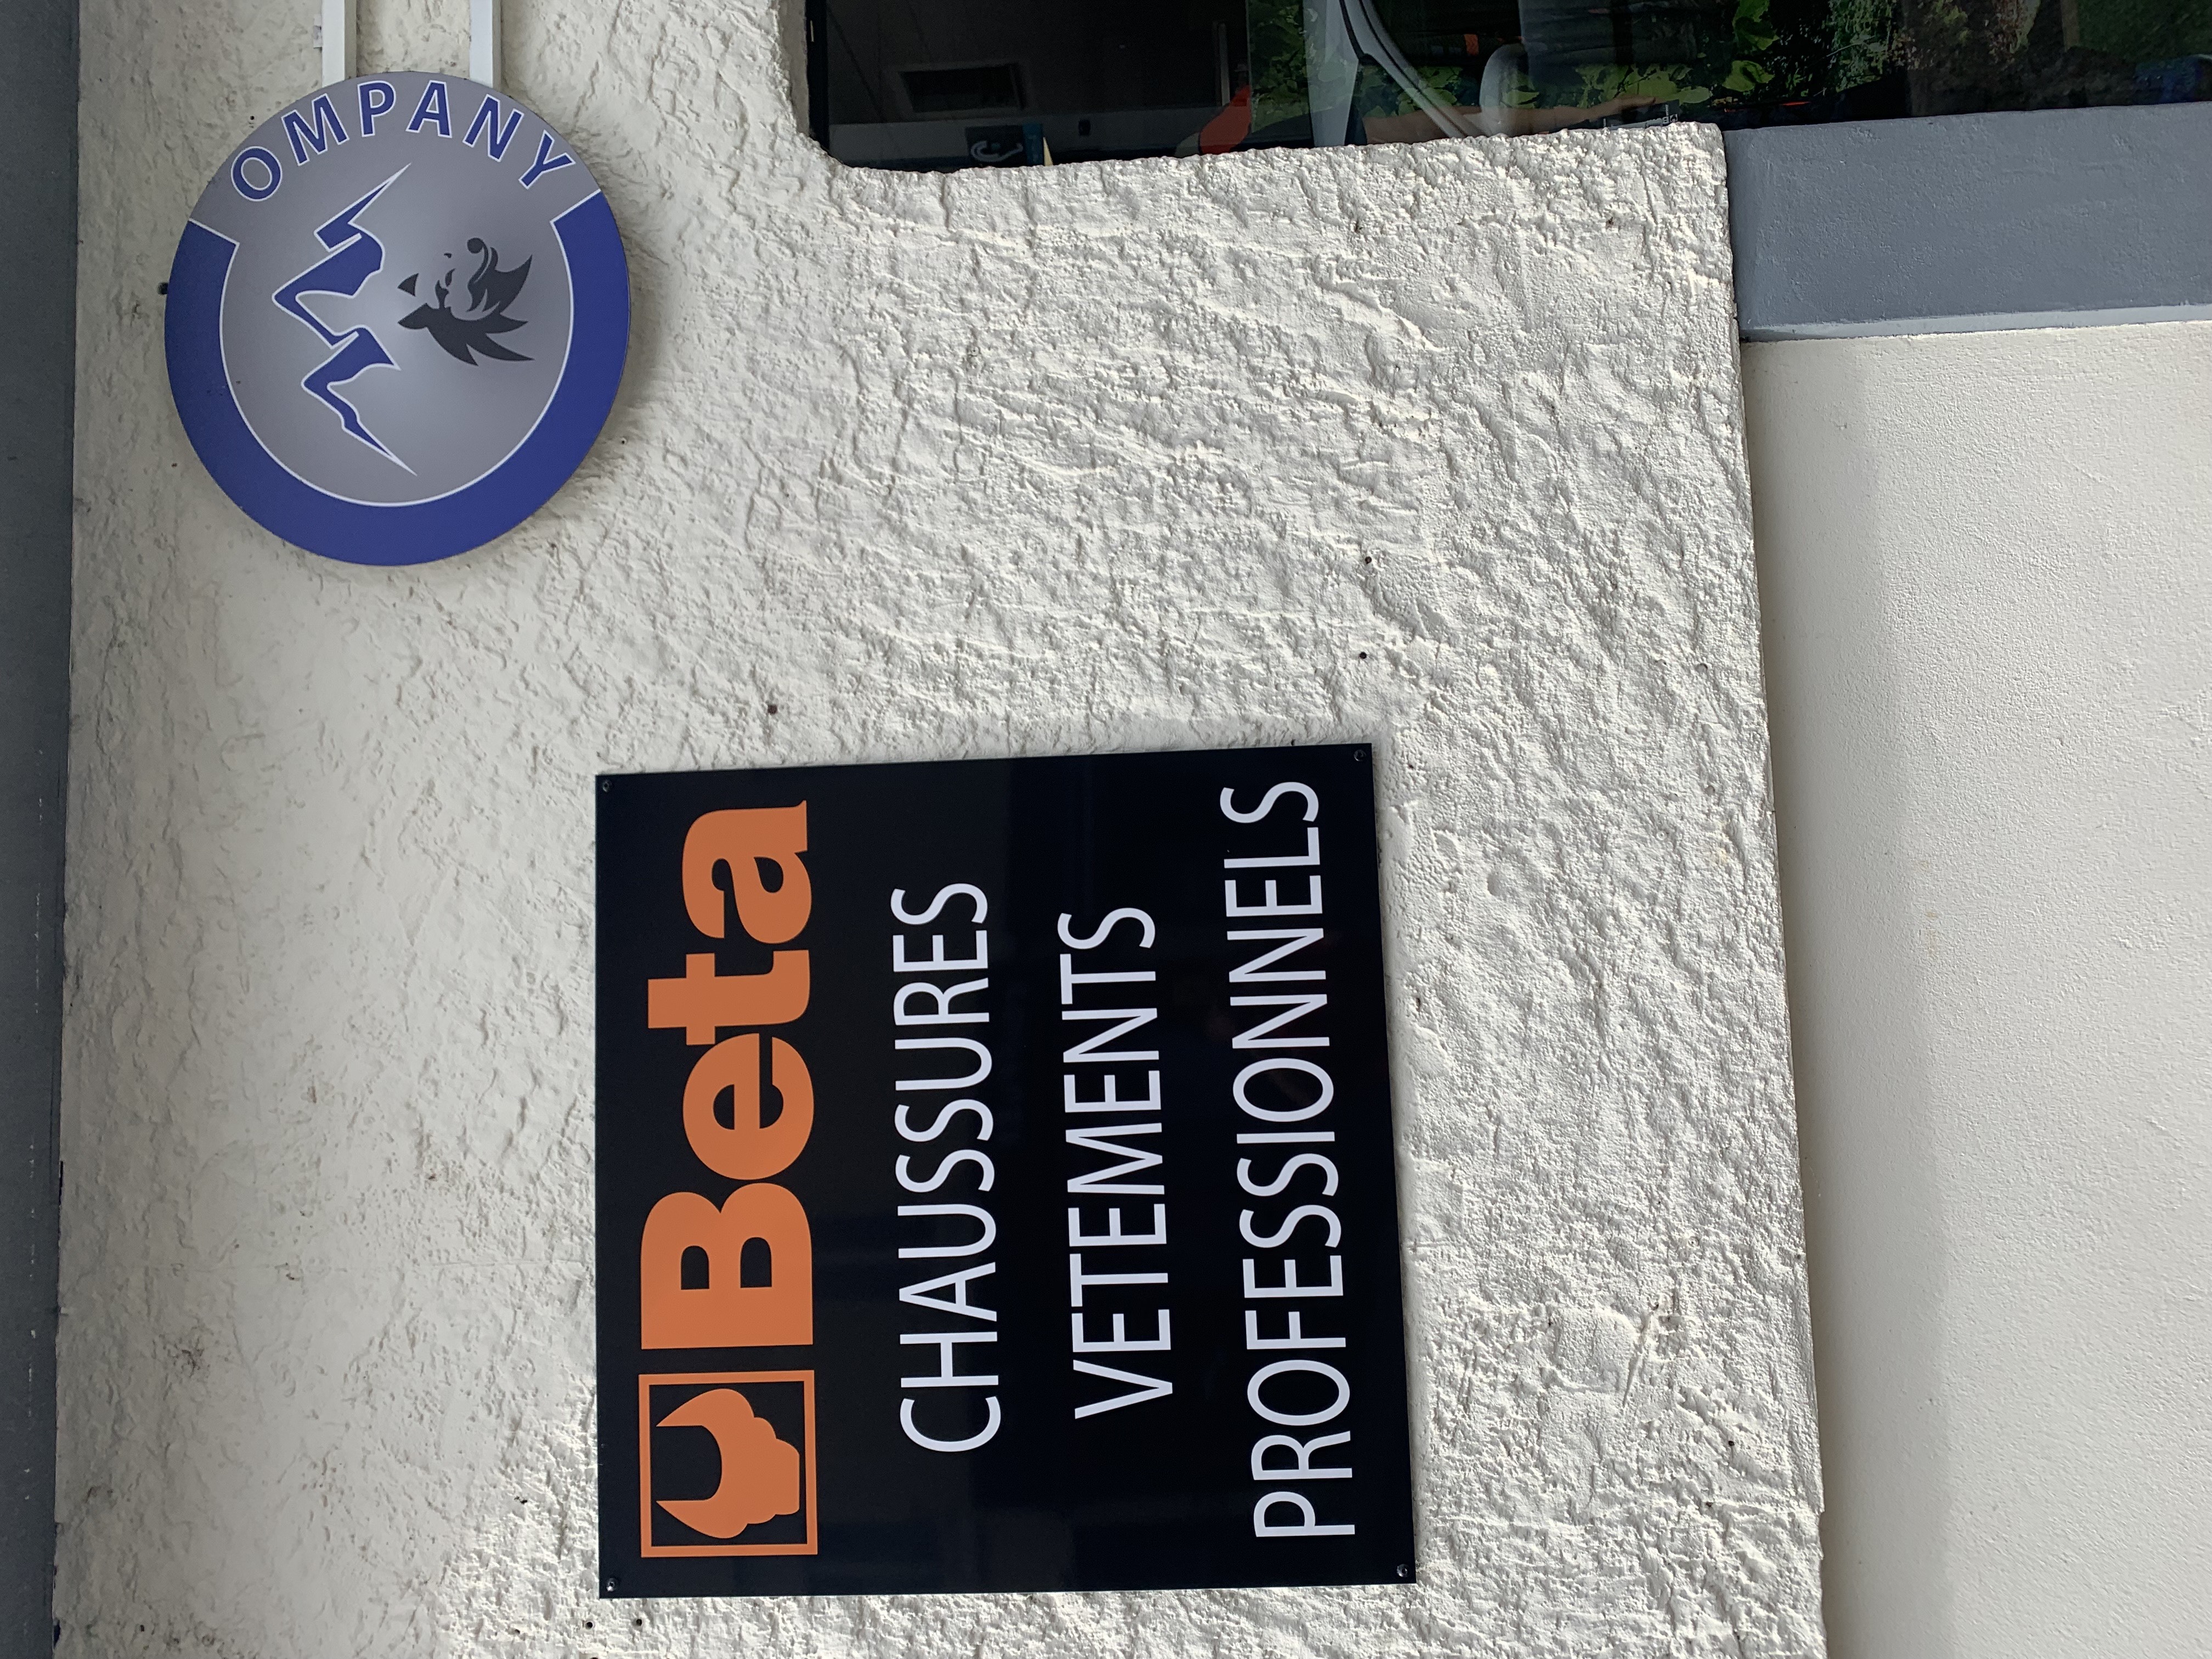 OMPANY
Beta
CHAUSSURES
VETEMENTS
PROFESSIONNELS